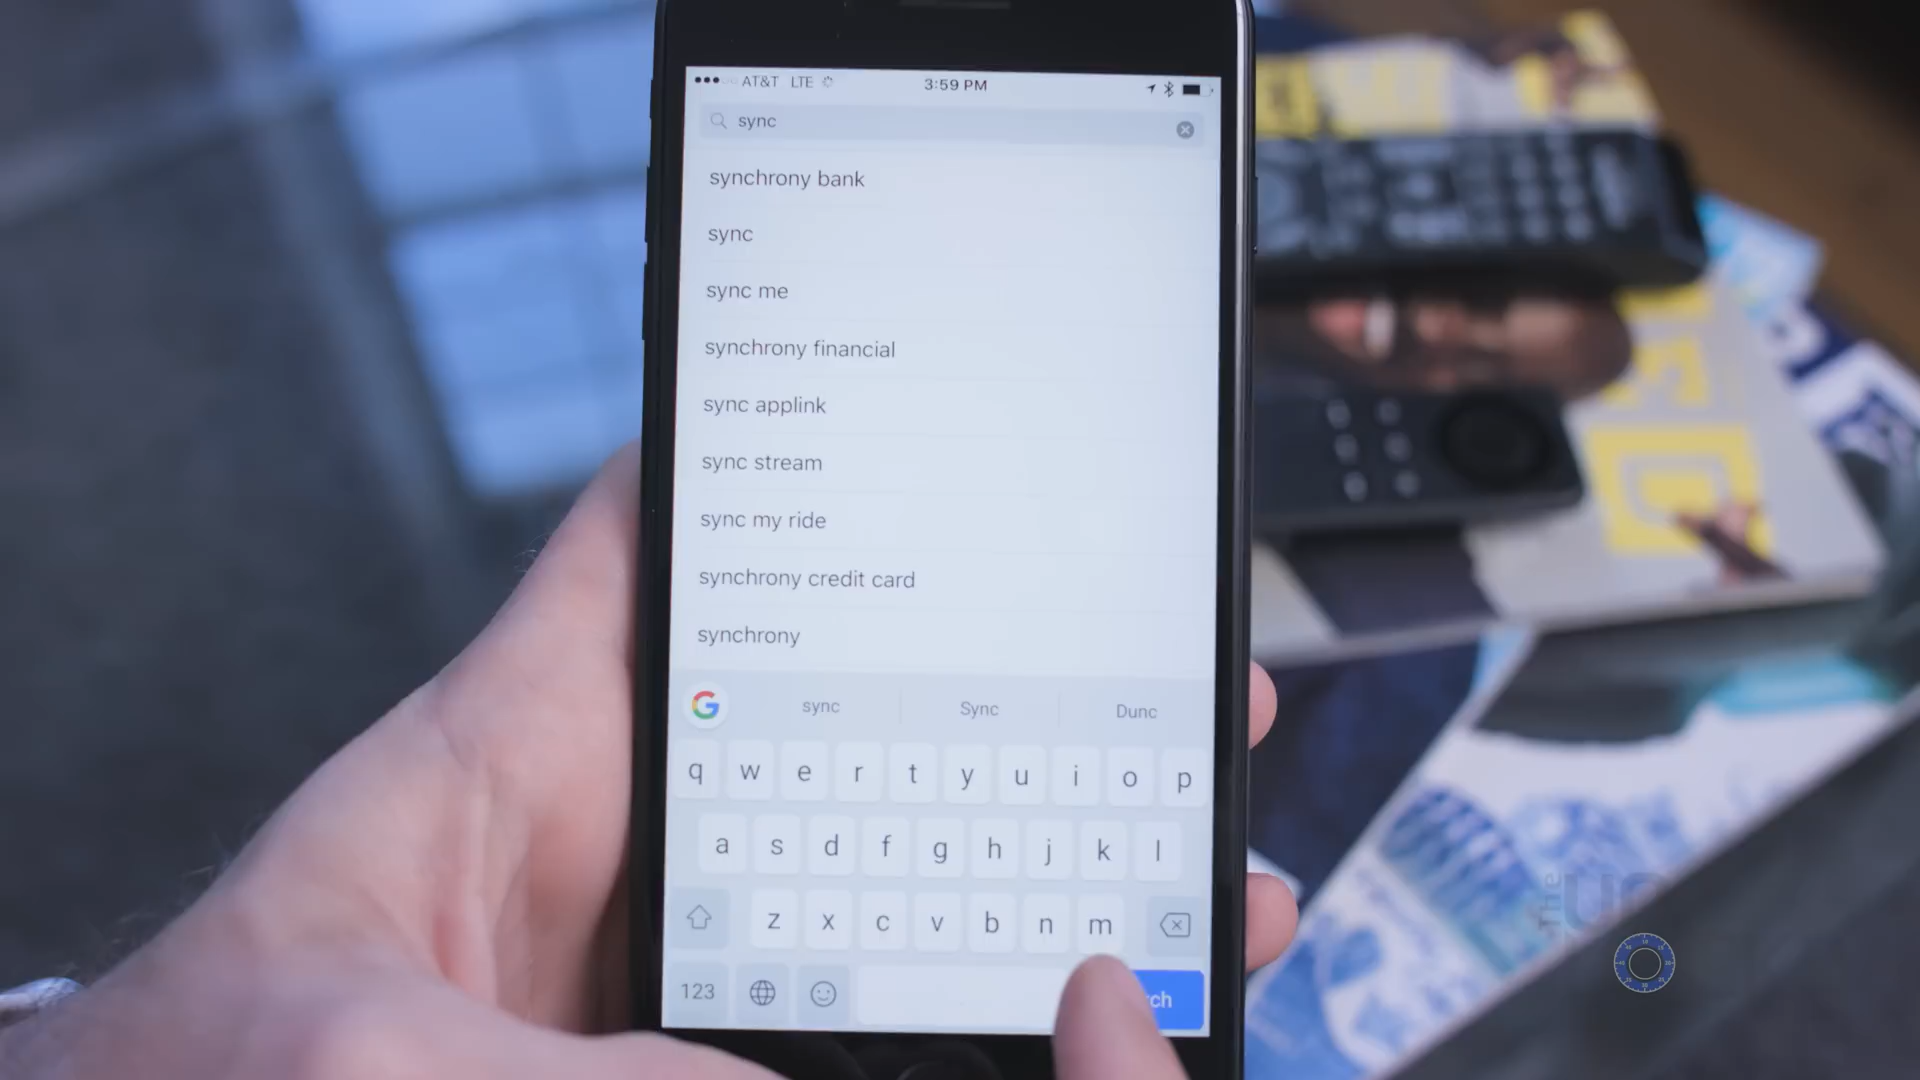 AT&T LTE 3:59 PM
sync
synchrony bank
sync
sync me
synchrony financial
sync applink
sync stream
sync my ride
synchrony credit card
synchrony
G sync Sync Dunc
q w e r t y u i o p
a s d f g h j k l
z x c v b n m
123 ch
The